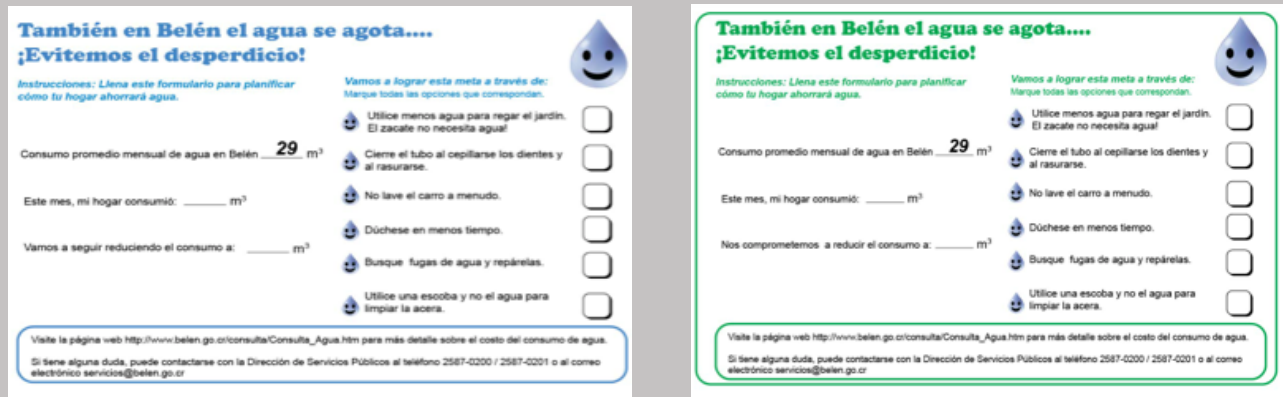 También en Belén el agua se agota....
¡Evitemos el desperdicio!
Instrucciones: Llena este formulario para planificar
cómo tu hogar ahorrará agua.
Consumo promedio mensual de agua en Belén 29 m³
Este mes, mi hogar consumió: ______ m³
Vamos a seguir reduciendo el consumo a: ______ m³
Vamos a lograr esta meta a través de:
Marque todas las opciones que correspondan.
Utilice menos agua para regar el jardín.
El zacate no necesita agua!
Cierre el tubo al cepillarse los dientes y
al rasurarse.
No lave el carro a menudo.
Dúchese en menos tiempo.
Busque fugas de agua y repárelas.
Utilice una escoba y no el agua para
limpiar la acera.
Visite la página web http://www.belen.go.cr/consulta/Consulta_Agua.htm para más detalle sobre el costo del consumo de agua.
Si tiene alguna duda, puede contactarse con la Dirección de Servicios Públicos al teléfono 2587-0200 / 2587-0201 o al correo
electrónico servicios@belen.go.cr
También en Belén el agua se agota....
¡Evitemos el desperdicio!
Instrucciones: Llena este formulario para planificar
cómo tu hogar ahorrará agua.
Consumo promedio mensual de agua en Belén 29 m³
Este mes, mi hogar consumió: ______ m³
Nos comprometemos a reducir el consumo a: ______ m³
Vamos a lograr esta meta a través de:
Marque todas las opciones que correspondan.
Utilice menos agua para regar el jardín.
El zacate no necesita agua!
Cierre el tubo al cepillarse los dientes y
al rasurarse.
No lave el carro a menudo.
Dúchese en menos tiempo.
Busque fugas de agua y repárelas.
Utilice una escoba y no el agua para
limpiar la acera.
Visite la página web http://www.belen.go.cr/consulta/Consulta_Agua.htm para más detalle sobre el costo del consumo de agua.
Si tiene alguna duda, puede contactarse con la Dirección de Servicios Públicos al teléfono 2587-0200 / 2587-0201 o al correo
electrónico servicios@belen.go.cr